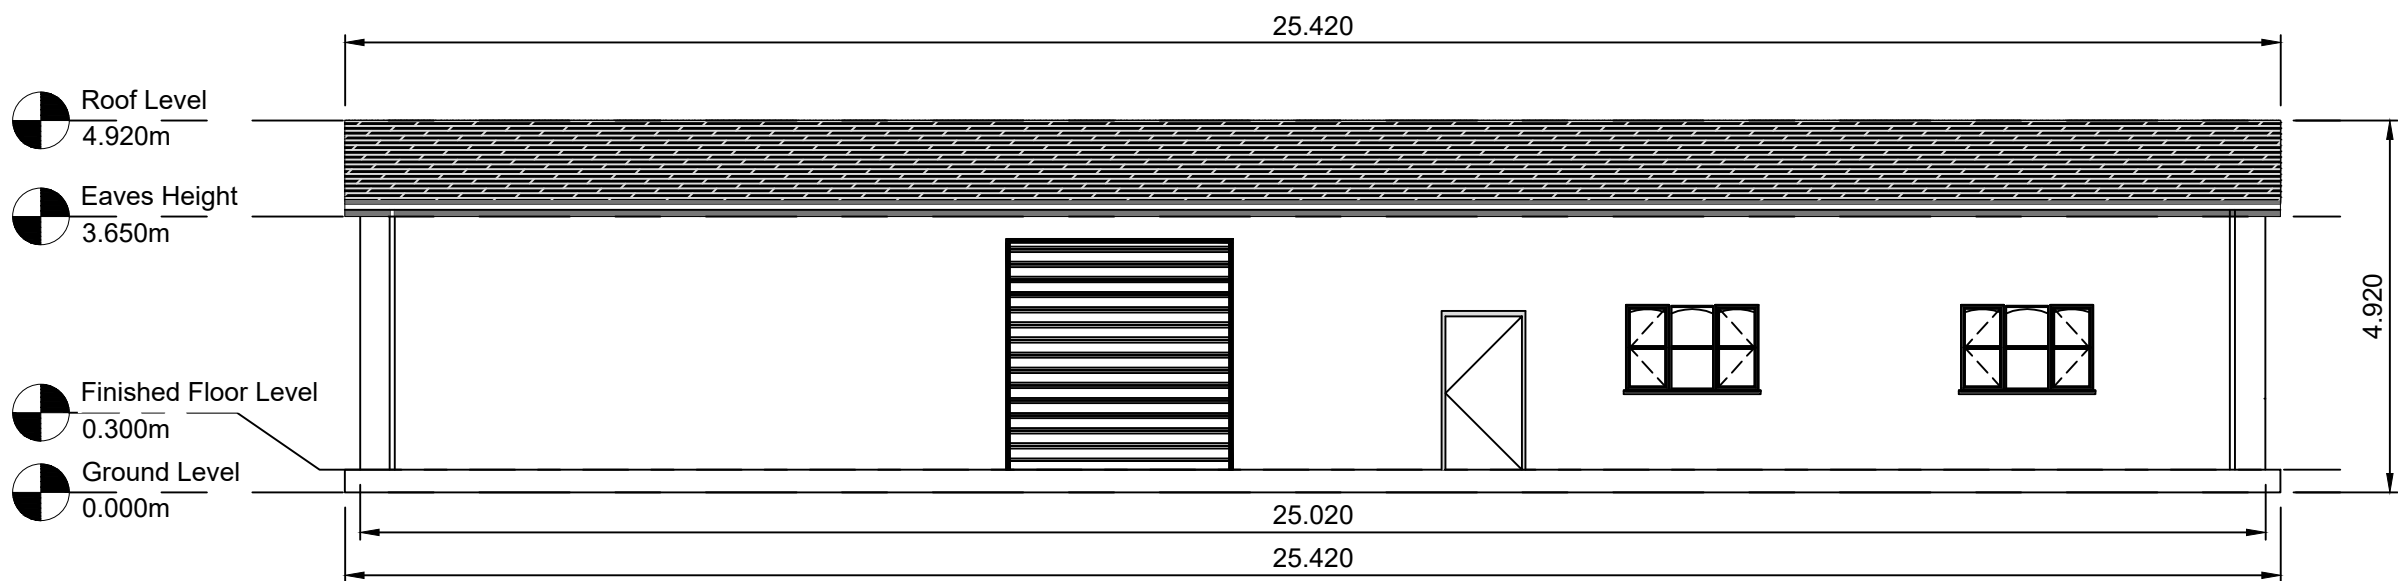 25.420
Roof Level
4.920m
Eaves Height
3.650m
4.920
Finished Floor Level
0.300m
Ground Level
0.000m
25.020
25.420